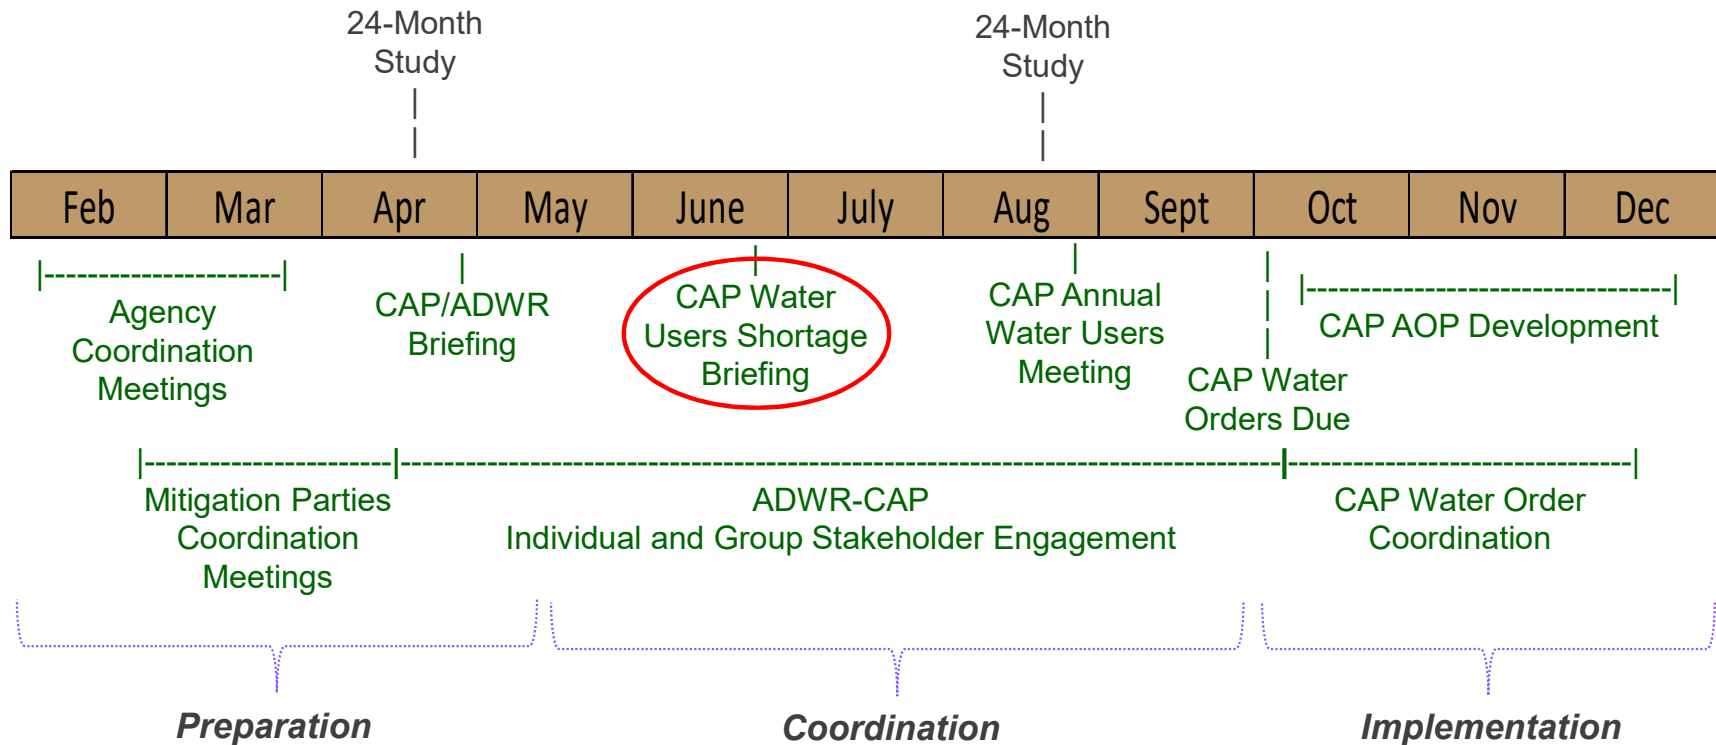 24-Month
Study
24-Month
Study
Feb
Mar
Apr
May
June
July
Aug
Sept
Oct
Nov
Dec
Agency
Coordination
Meetings
CAP/ADWR
Briefing
CAP Water
Users Shortage
Briefing
CAP Annual
Water Users
Meeting
CAP Water
Orders Due
CAP AOP Development
Mitigation Parties
Coordination
Meetings
ADWR-CAP
Individual and Group Stakeholder Engagement
CAP Water Order
Coordination
Preparation
Coordination
Implementation